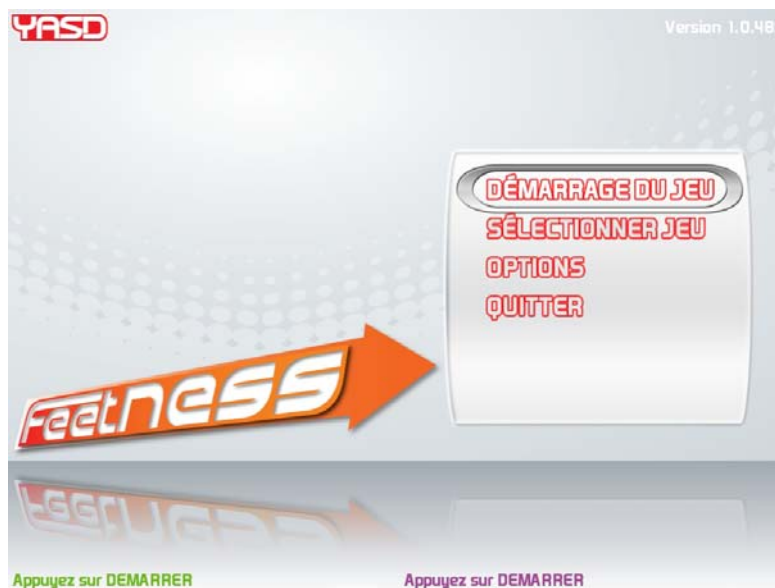 YASD
Version 1.0.48
DÉMARRAGE DU JEU
SÉLECTIONNER JEU
OPTIONS
QUITTER
Feetness
Appuyez sur DEMARRER
Appuyez sur DEMARRER